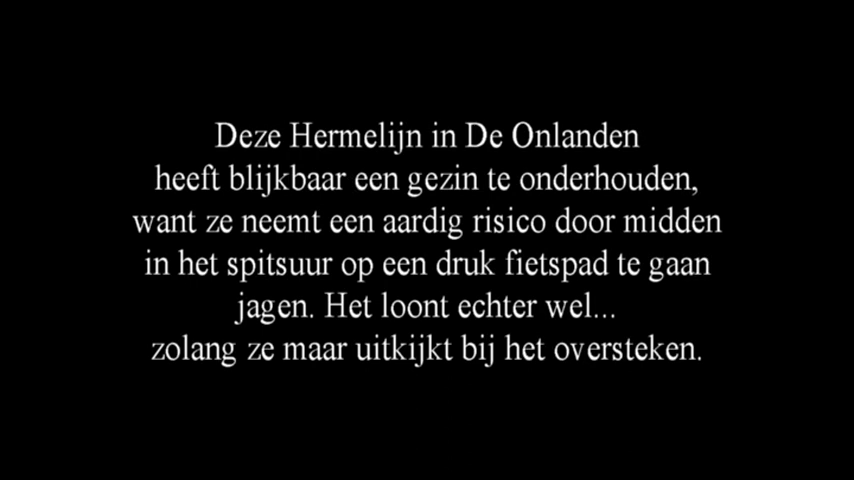 Deze Hermelijn in De Onlanden
heeft blijkbaar een gezin te onderhouden,
want ze neemt een aardig risico door midden
in het spitsuur op een druk fietspad te gaan
jagen. Het loont echter wel...
zolang ze maar uitkijkt bij het oversteken.